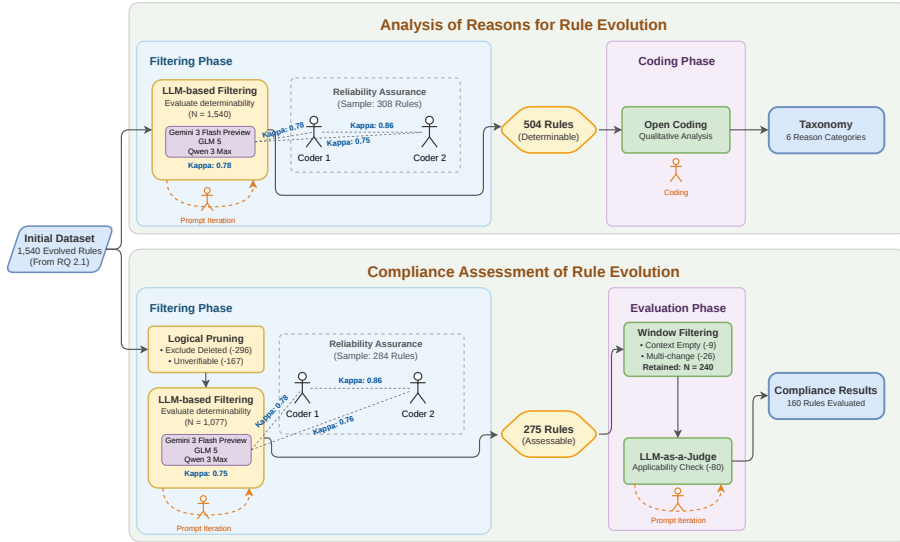 Analysis of Reasons for Rule Evolution
Filtering Phase
LLM-based Filtering
Evaluate determinability
(N = 1,540)
Gemini 3 Flash Preview
GLM 5
Qwen 3 Max
Kappa: 0.78
Prompt Iteration
Reliability Assurance
(Sample: 308 Rules)
Kappa: 0.78
Kappa: 0.86
Kappa: 0.75
Coder 1
Coder 2
504 Rules
(Determinable)
Coding Phase
Open Coding
Qualitative Analysis
Coding
Taxonomy
6 Reason Categories
Initial Dataset
1,540 Evolved Rules
(From RQ 2.1)
Compliance Assessment of Rule Evolution
Filtering Phase
Logical Pruning
• Exclude Deleted (-296)
• Unverifiable (-167)
LLM-based Filtering
Evaluate determinability
(N = 1,077)
Gemini 3 Flash Preview
GLM 5
Qwen 3 Max
Kappa: 0.75
Prompt Iteration
Reliability Assurance
(Sample: 284 Rules)
Kappa: 0.86
Kappa: 0.78
Kappa: 0.76
Coder 1
Coder 2
275 Rules
(Assessable)
Evaluation Phase
Window Filtering
• Context Empty (-9)
• Multi-change (-26)
Retained: N = 240
LLM-as-a-Judge
Applicability Check (-80)
Prompt Iteration
Compliance Results
160 Rules Evaluated